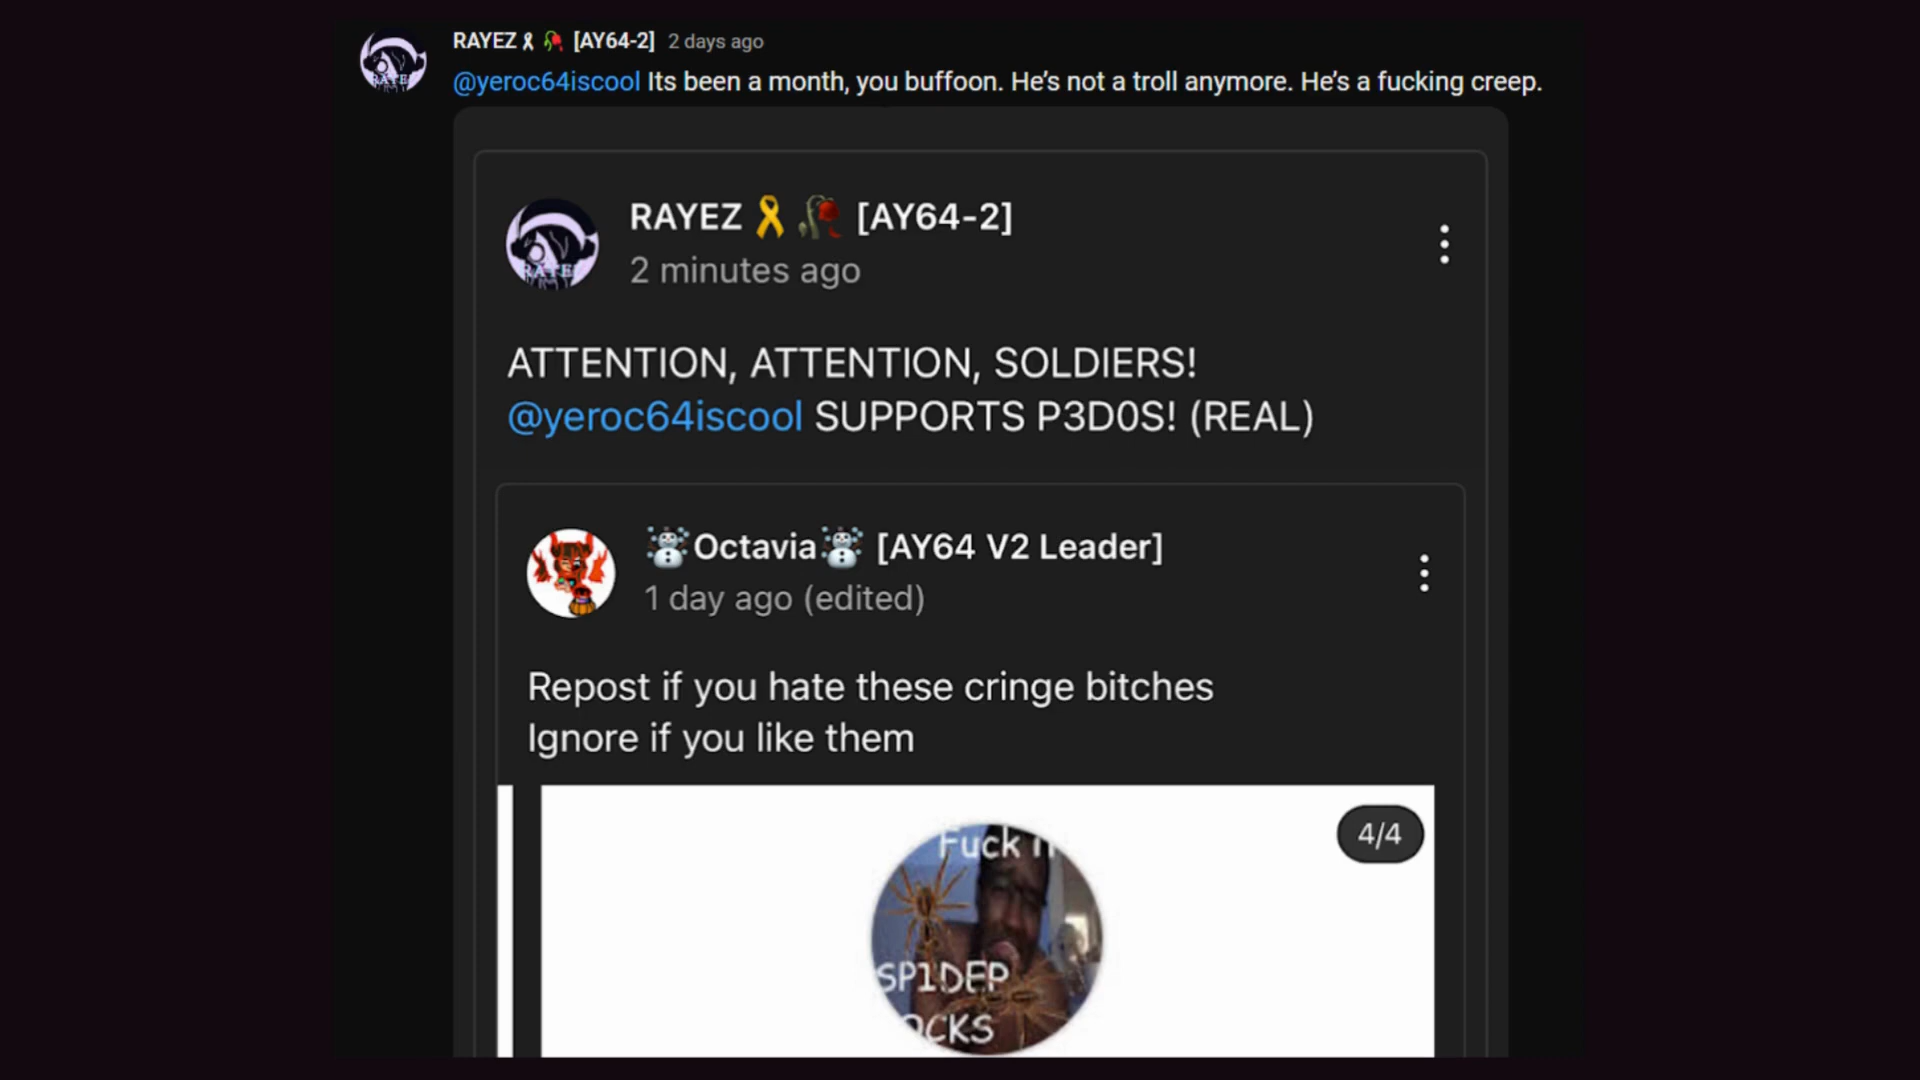 RAYEZ🎗🥀 [AY64-2] 2 days ago
@yeroc64iscool Its been a month, you buffoon. He’s not a troll anymore. He’s a fucking creep.
RAYEZ🎗🥀 [AY64-2]
2 minutes ago
ATTENTION, ATTENTION, SOLDIERS!
@yeroc64iscool SUPPORTS P3D0S! (REAL)
☃️Octavia☃️ [AY64 V2 Leader]
1 day ago (edited)
Repost if you hate these cringe bitches
Ignore if you like them
4/4
Fuck
SP1DER